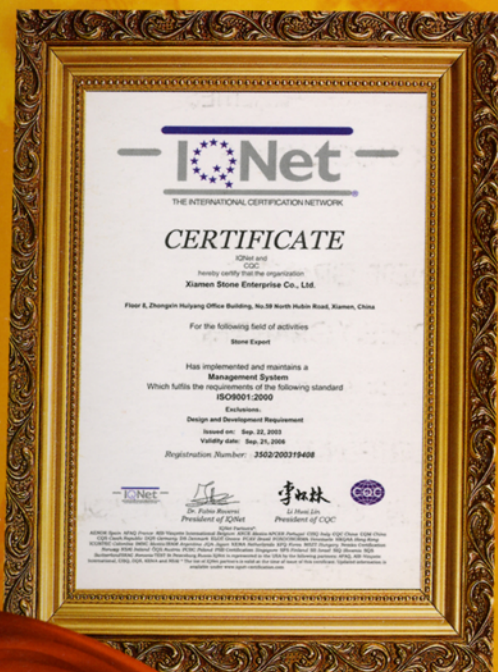 IQNet
THE INTERNATIONAL CERTIFICATION NETWORK
CERTIFICATE
IQNet and
CQC
hereby certify that the organization
Xiamen Stone Enterprise Co., Ltd.
Floor 8, Zhongxin Huiyang Office Building, No.59 North Hubin Road, Xiamen, China
For the following field of activities
Stone Export
Has implemented and maintains a
Management System
Which fulfils the requirements of the following standard
ISO9001:2000
Exclusions.
Design and Development Requirement
Issued on: Sep. 22, 2003
Validity date: Sep. 21, 2006
Registration Number: 3502/200319408
IQNet
CQC
Dr. Fabio Roversi
Li Huai Lin
President of IQNet
President of CQC
IQNet Partners*: